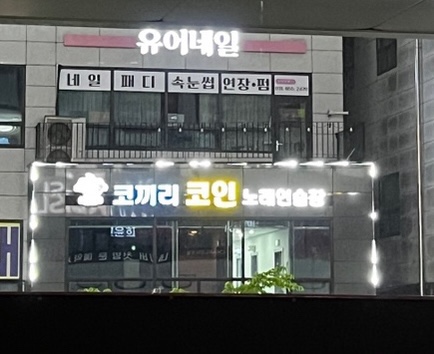 유어네일
네일 패디 속눈썹 연장•펌
코끼리 코인 노래연습장